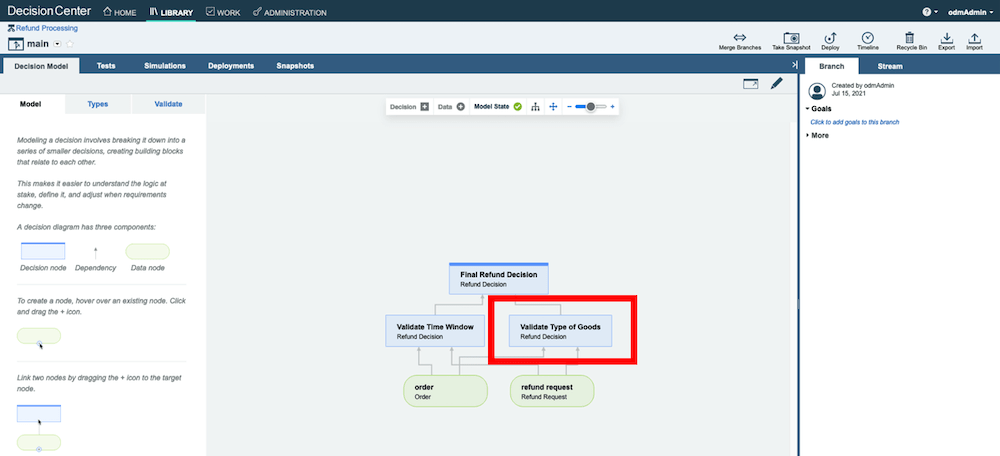 Decision Center
HOME
LIBRARY
WORK
ADMINISTRATION
?
odmAdmin
Refund Processing
main
Merge Branches
Take Snapshot
Deploy
Timeline
Recycle Bin
Export
Import
Decision Model
Tests
Simulations
Deployments
Snapshots
Branch
Stream
Model
Types
Validate
Decision
Data
Model State
Created by odmAdmin
Jul 15, 2021
Goals
Click to add goals to this branch
More
Modeling a decision involves breaking it down into a
series of smaller decisions, creating building blocks
that relate to each other.
This makes it easier to understand the logic at
stake, define it, and adjust when requirements
change.
A decision diagram has three components:
Decision node
Dependency
Data node
To create a node, hover over an existing node. Click
and drag the + icon.
Link two nodes by dragging the + icon to the target
node.
Final Refund Decision
Refund Decision
Validate Time Window
Refund Decision
Validate Type of Goods
Refund Decision
order
Order
refund request
Refund Request